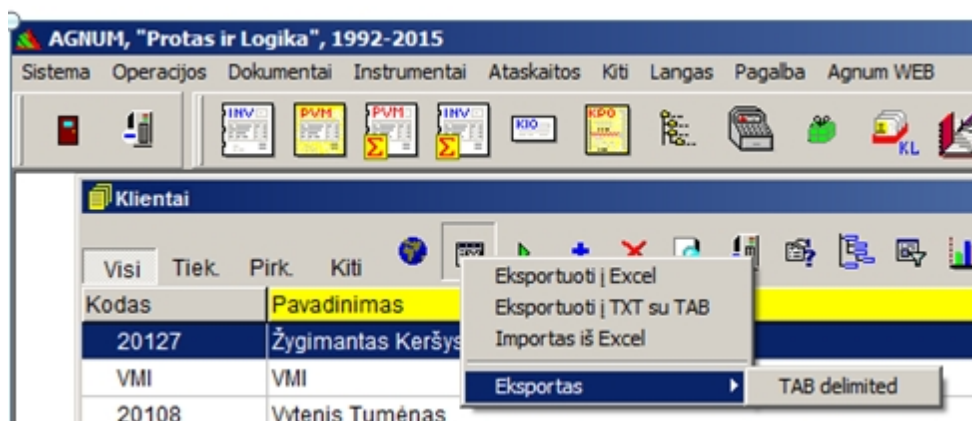 AGNUM, "Protas ir Logika", 1992-2015
Sistema Operacijos Dokumentai Instrumentai Ataskaitos Kiti Langas Pagalba Agnum WEB
INV PVM PVM INV KIO KPO KL
Klientai
Visi Tiek. Pirk. Kiti
Eksportuoti į Excel
Eksportuoti į TXT su TAB
Importas iš Excel
Eksportas TAB delimited
Kodas Pavadinimas
20127 Žygimantas Keršys
VMI VMI
20108 Vytenis Tumėnas